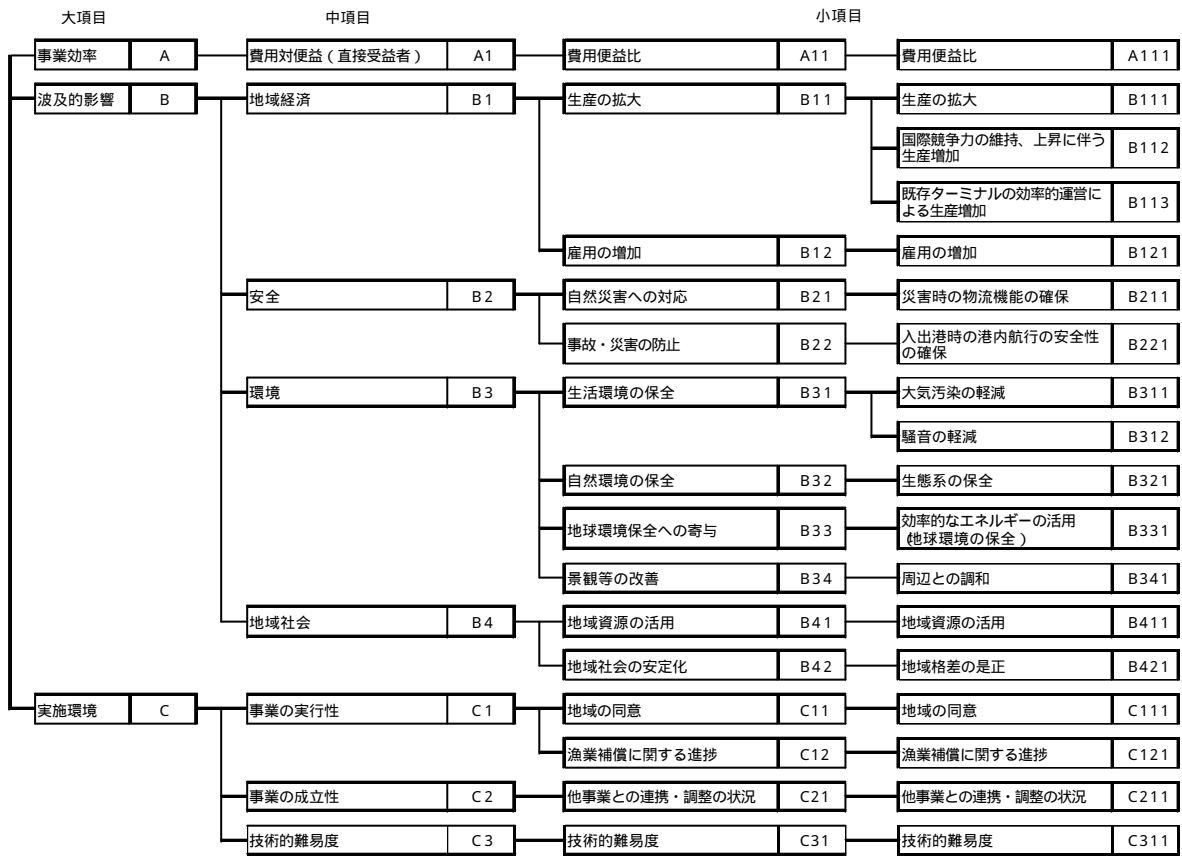 大項目 中項目 小項目
事業効率 A 費用対便益（直接受益者） A1 費用便益比 A11 費用便益比 A111
波及的影響 B 地域経済 B1 生産の拡大 B11 生産の拡大 B111
国際競争力の維持、上昇に伴う
生産増加 B112
既存ターミナルの効率的運営に
よる生産増加 B113
雇用の増加 B12 雇用の増加 B121
安全 B2 自然災害への対応 B21 災害時の物流機能の確保 B211
事故・災害の防止 B22 入出港時の港内航行の安全性
の確保 B221
環境 B3 生活環境の保全 B31 大気汚染の軽減 B311
騒音の軽減 B312
自然環境の保全 B32 生態系の保全 B321
地球環境保全への寄与 B33 効率的なエネルギーの活用
（地球環境の保全） B331
景観等の改善 B34 周辺との調和 B341
地域社会 B4 地域資源の活用 B41 地域資源の活用 B411
地域社会の安定化 B42 地域格差の是正 B421
実施環境 C 事業の実行性 C1 地域の同意 C11 地域の同意 C111
漁業補償に関する進捗 C12 漁業補償に関する進捗 C121
事業の成立性 C2 他事業との連携・調整の状況 C21 他事業との連携・調整の状況 C211
技術的難易度 C3 技術的難易度 C31 技術的難易度 C311